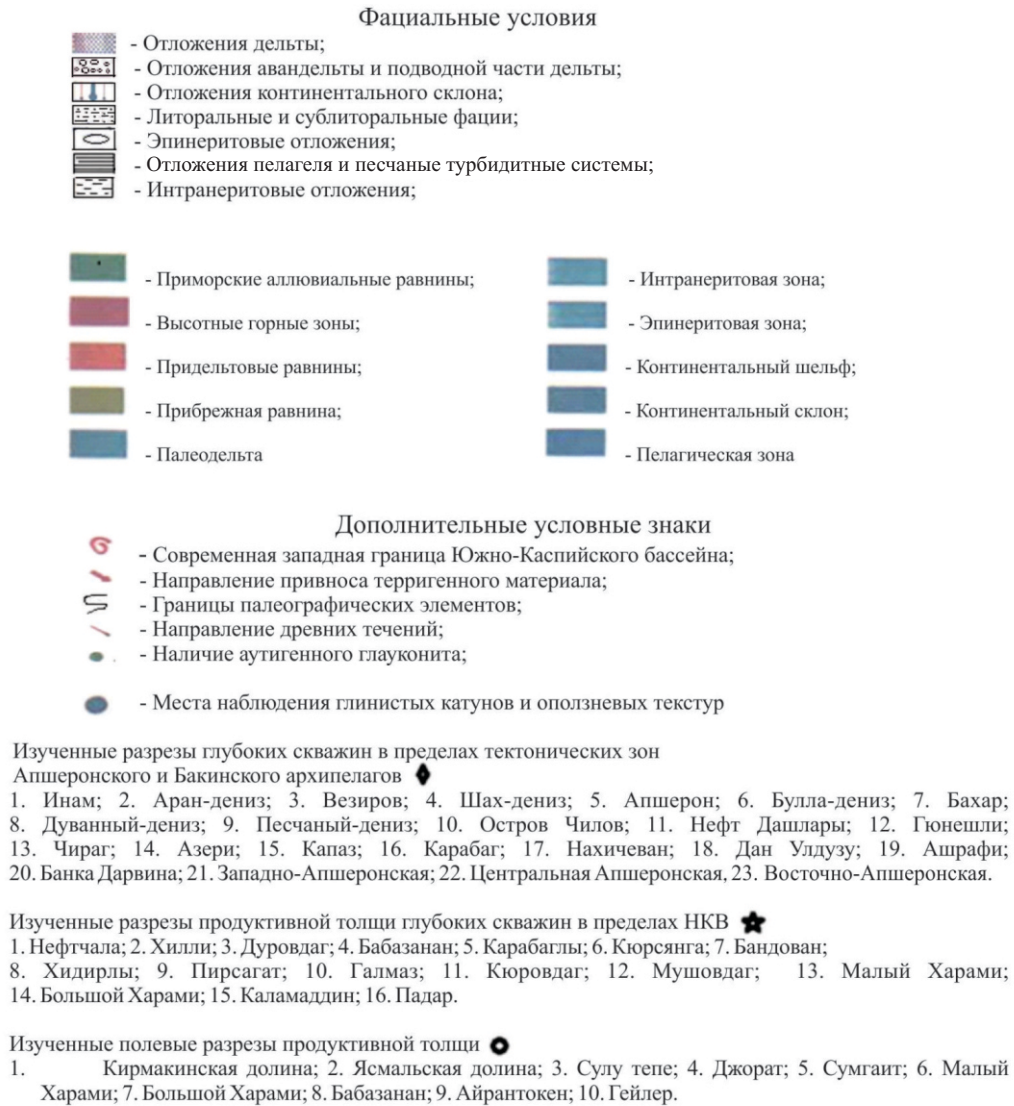 Фациальные условия
- Отложения дельты;
- Отложения авандельты и подводной части дельты;
- Отложения континентального склона;
- Литоральные и сублиторальные фации;
- Эпинеритовые отложения;
- Отложения пелагеля и песчаные турбидитные системы;
- Интранеритовые отложения;
- Приморские аллювиальные равнины;
- Высотные горные зоны;
- Придельтовые равнины;
- Прибрежная равнина;
- Палеодельта
- Интранеритовая зона;
- Эпинеритовая зона;
- Континентальный шельф;
- Континентальный склон;
- Пелагическая зона
Дополнительные условные знаки
- Современная западная граница Южно-Каспийского бассейна;
- Направление привноса терригенного материала;
- Границы палеографических элементов;
- Направление древних течений;
- Наличие аутигенного глауконита;
- Места наблюдения глинистых катунов и оползневых текстур
Изученные разрезы глубоких скважин в пределах тектонических зон
Апшеронского и Бакинского архипелагов
1. Инам; 2. Аран-дениз; 3. Везиров; 4. Шах-дениз; 5. Апшерон; 6. Булла-дениз; 7. Бахар;
8. Дуванный-дениз; 9. Песчаный-дениз; 10. Остров Чилов; 11. Нефт Дашлары; 12. Гюнешли;
13. Чираг; 14. Азери; 15. Капаз; 16. Карабаг; 17. Нахичеван; 18. Дан Улдузу; 19. Ашрафи;
20. Банка Дарвина; 21. Западно-Апшеронская; 22. Центральная Апшеронская, 23. Восточно-Апшеронская.
Изученные разрезы продуктивной толщи глубоких скважин в пределах НКВ
1. Нефтчала; 2. Хилли; 3. Дуровдаг; 4. Бабазанан; 5. Карабаглы; 6. Кюрсянга; 7. Бандован;
8. Хидирлы; 9. Пирсагат; 10. Галмаз; 11. Кюровдаг; 12. Мушовдаг; 13. Малый Харами;
14. Большой Харами; 15. Каламаддин; 16. Падар.
Изученные полевые разрезы продуктивной толщи
1. Кирмакинская долина; 2. Ясмальская долина; 3. Сулу тепе; 4. Джорат; 5. Сумгаит; 6. Малый
Харами; 7. Большой Харами; 8. Бабазанан; 9. Айрантокен; 10. Гейлер.